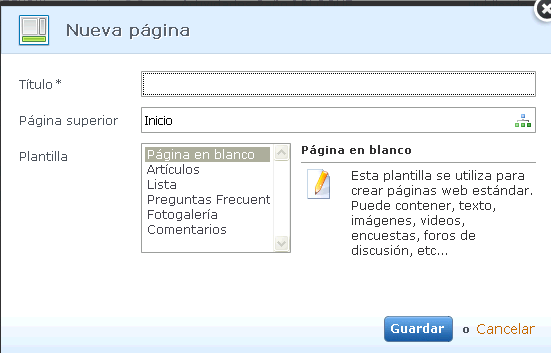 Nueva página
Título *
Página superior
Inicio
Plantilla
Página en blanco
Artículos
Lista
Preguntas Frecuent
Fotogalería
Comentarios
Página en blanco
Esta plantilla se utiliza para
crear páginas web estándar.
Puede contener, texto,
imágenes, videos,
encuestas, foros de
discusión, etc...
Guardar o Cancelar